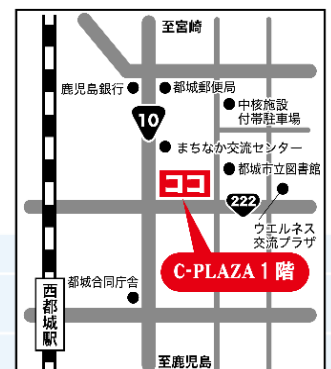 至宮崎
鹿児島銀行
都城郵便局
中核施設
付帯駐車場
10
まちなか交流センター
都城市立図書館
ココ
222
ウエルネス
交流プラザ
C-PLAZA 1 階
都城合同庁舎
西都城駅
至鹿児島